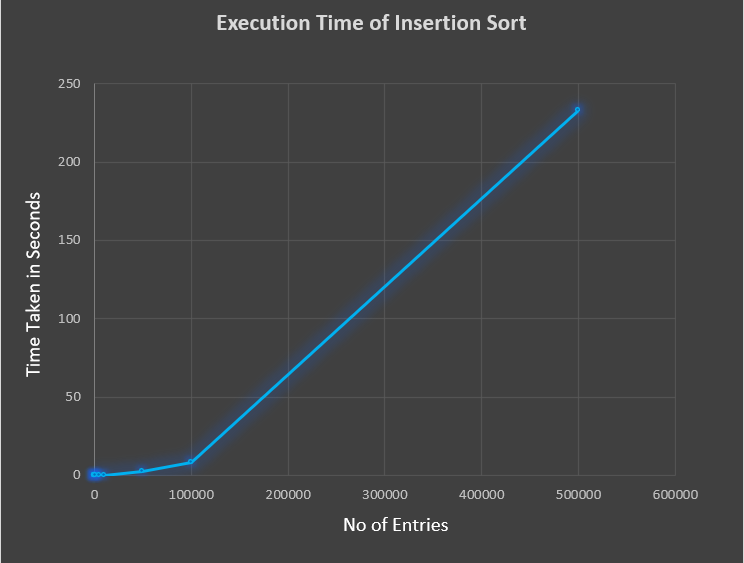 Execution Time of Insertion Sort
250
200
150
100
50
0
Time Taken in Seconds
0 100000 200000 300000 400000 500000 600000
No of Entries